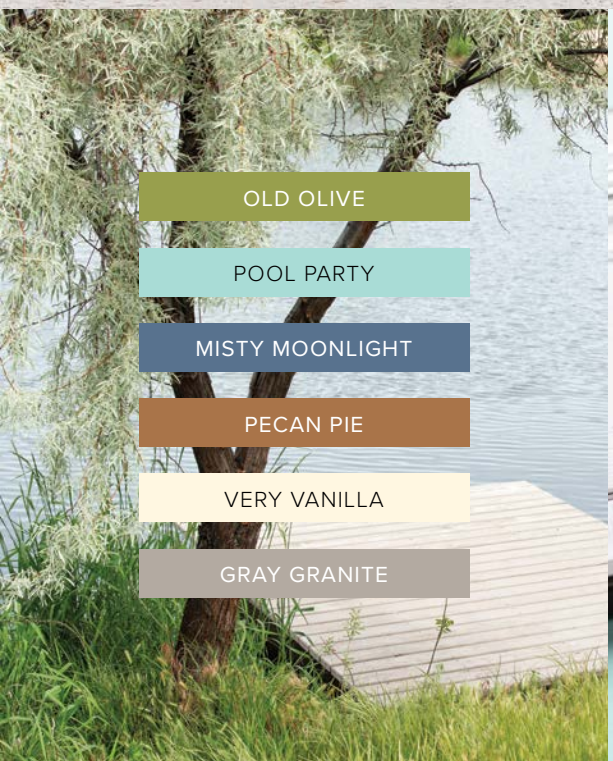 OLD OLIVE
POOL PARTY
MISTY MOONLIGHT
PECAN PIE
VERY VANILLA
GRAY GRANITE